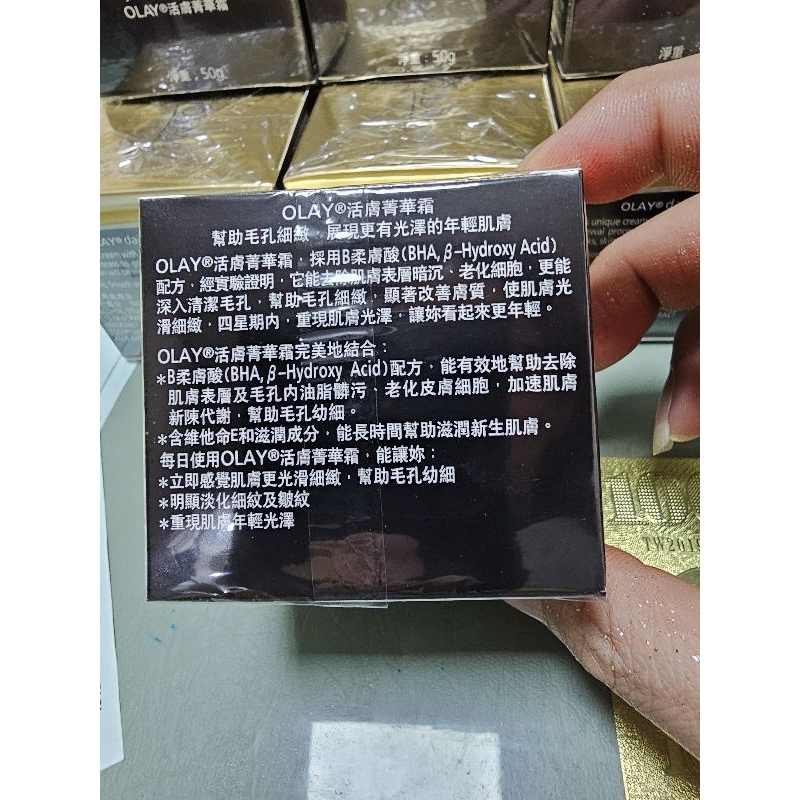 OLAY®活膚菁華霜
淨重：50g
淨重：50g
淨重
OLAY®活膚菁華霜
幫助毛孔細緻，展現更有光澤的年輕肌膚
OLAY®活膚菁華霜，採用B柔膚酸(BHA, β-Hydroxy Acid)
配方，經實驗證明，它能去除肌膚表層暗沉、老化細胞，更能
深入清潔毛孔，幫助毛孔細緻，顯著改善膚質，使肌膚光
滑細緻，四星期內，重現肌膚光澤，讓妳看起來更年輕。
OLAY®活膚菁華霜完美地結合：
*B柔膚酸(BHA, β-Hydroxy Acid)配方，能有效地幫助去除
肌膚表層及毛孔內油脂髒污、老化皮膚細胞，加速肌膚
新陳代謝，幫助毛孔幼細。
*含維他命E和滋潤成分，能長時間幫助滋潤新生肌膚。
每日使用OLAY®活膚菁華霜，能讓妳：
*立即感覺肌膚更光滑細緻，幫助毛孔幼細
*明顯淡化細紋及皺紋
*重現肌膚年輕光澤
OLAY®
unique cream
TW2019